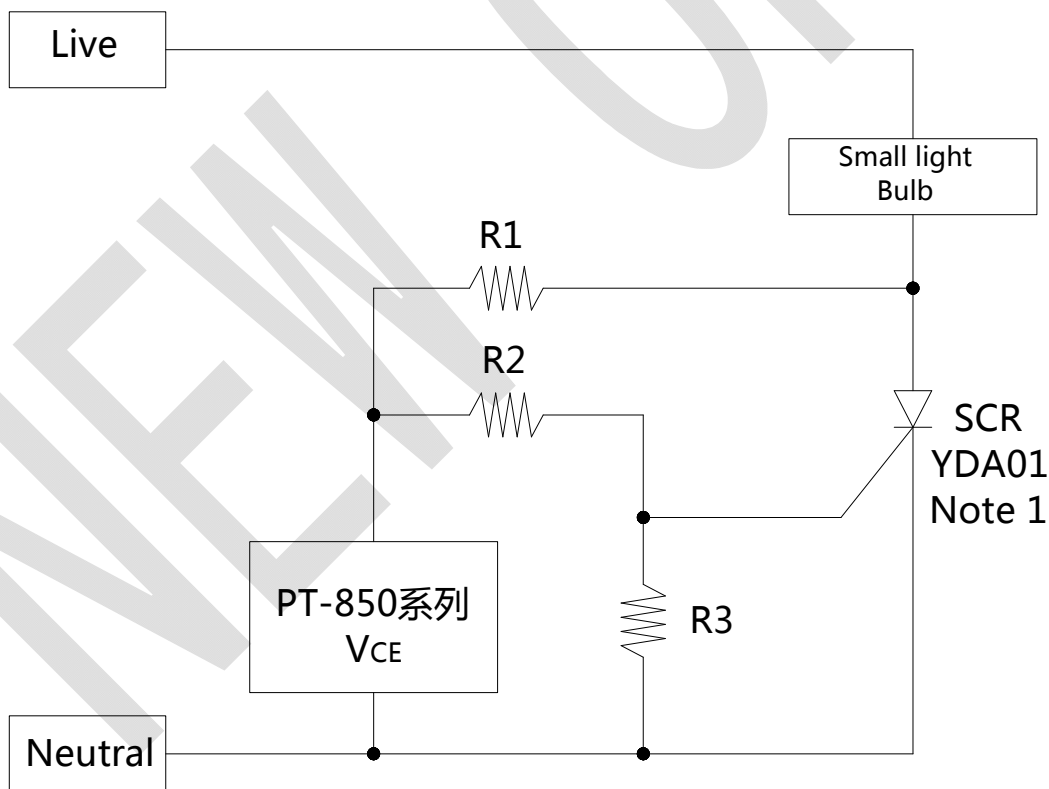 Live
Small light
Bulb
R1
R2
SCR
YDA01
Note 1
PT-850系列
VCE
R3
Neutral